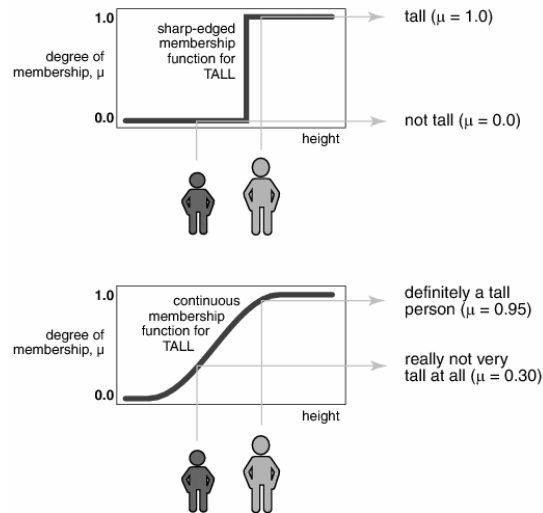 1.0
sharp-edged
membership
function for
TALL
degree of
membership, μ
0.0
height
tall (μ = 1.0)
not tall (μ = 0.0)
1.0
continuous
membership
function for
TALL
degree of
membership, μ
0.0
height
definitely a tall
person (μ = 0.95)
really not very
tall at all (μ = 0.30)